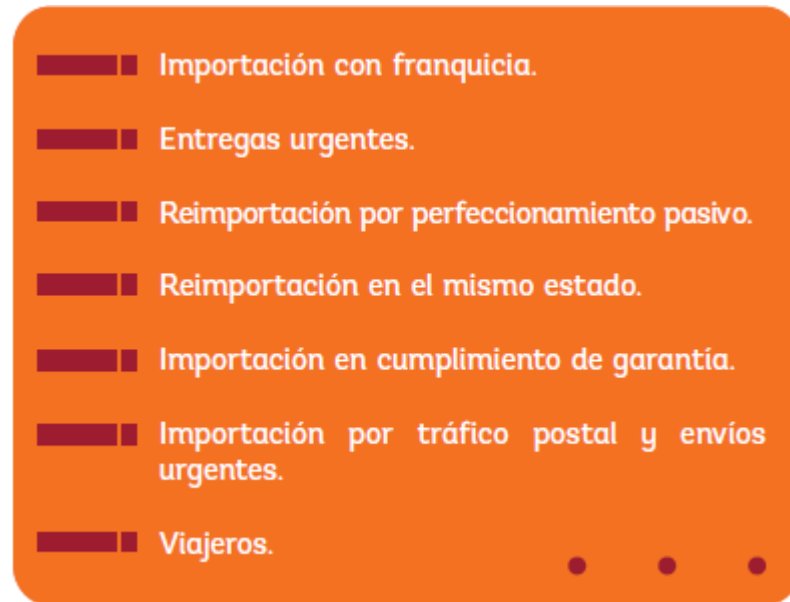 Importación con franquicia.
Entregas urgentes.
Reimportación por perfeccionamiento pasivo.
Reimportación en el mismo estado.
Importación en cumplimiento de garantía.
Importación por tráfico postal y envíos
urgentes.
Viajeros.